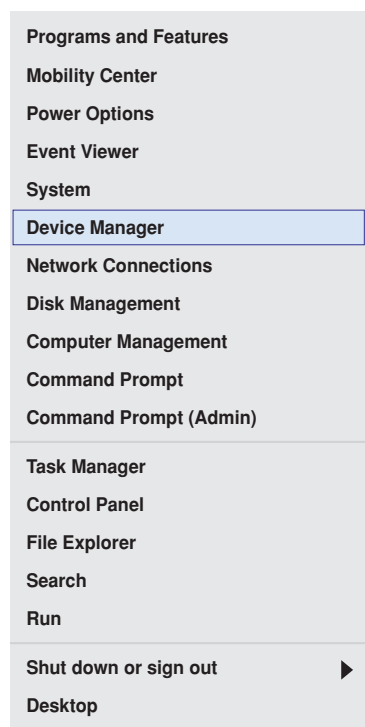 Programs and Features
Mobility Center
Power Options
Event Viewer
System
Device Manager
Network Connections
Disk Management
Computer Management
Command Prompt
Command Prompt (Admin)
Task Manager
Control Panel
File Explorer
Search
Run
Shut down or sign out
Desktop